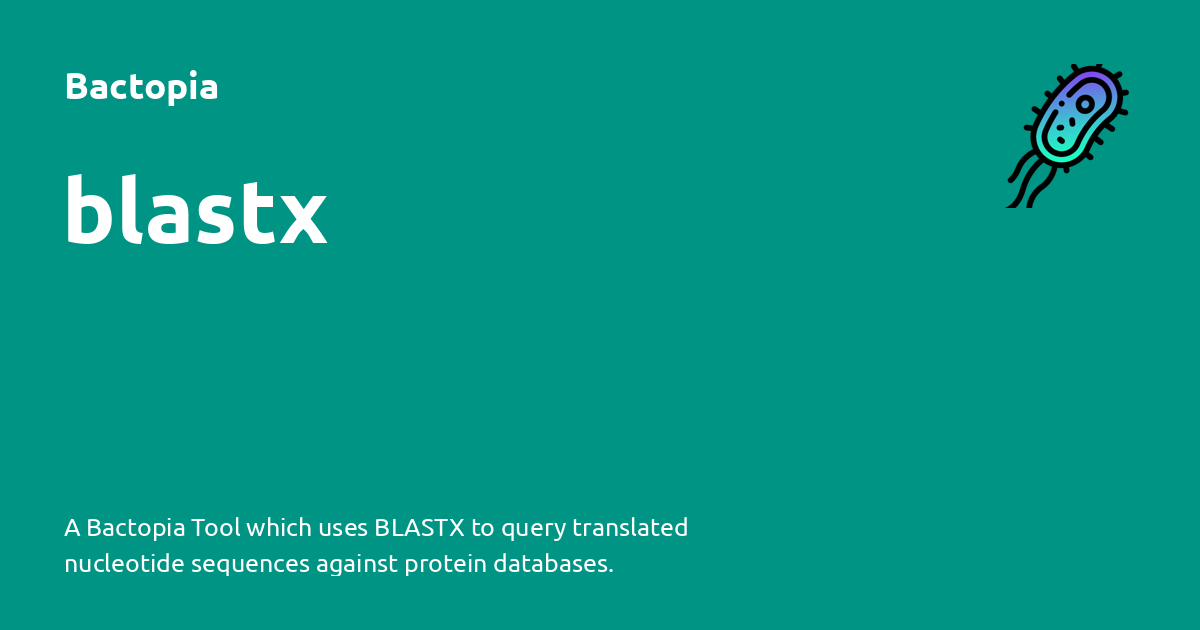 Bactopia
blastx
A Bactopia Tool which uses BLASTX to query translated
nucleotide sequences against protein databases.